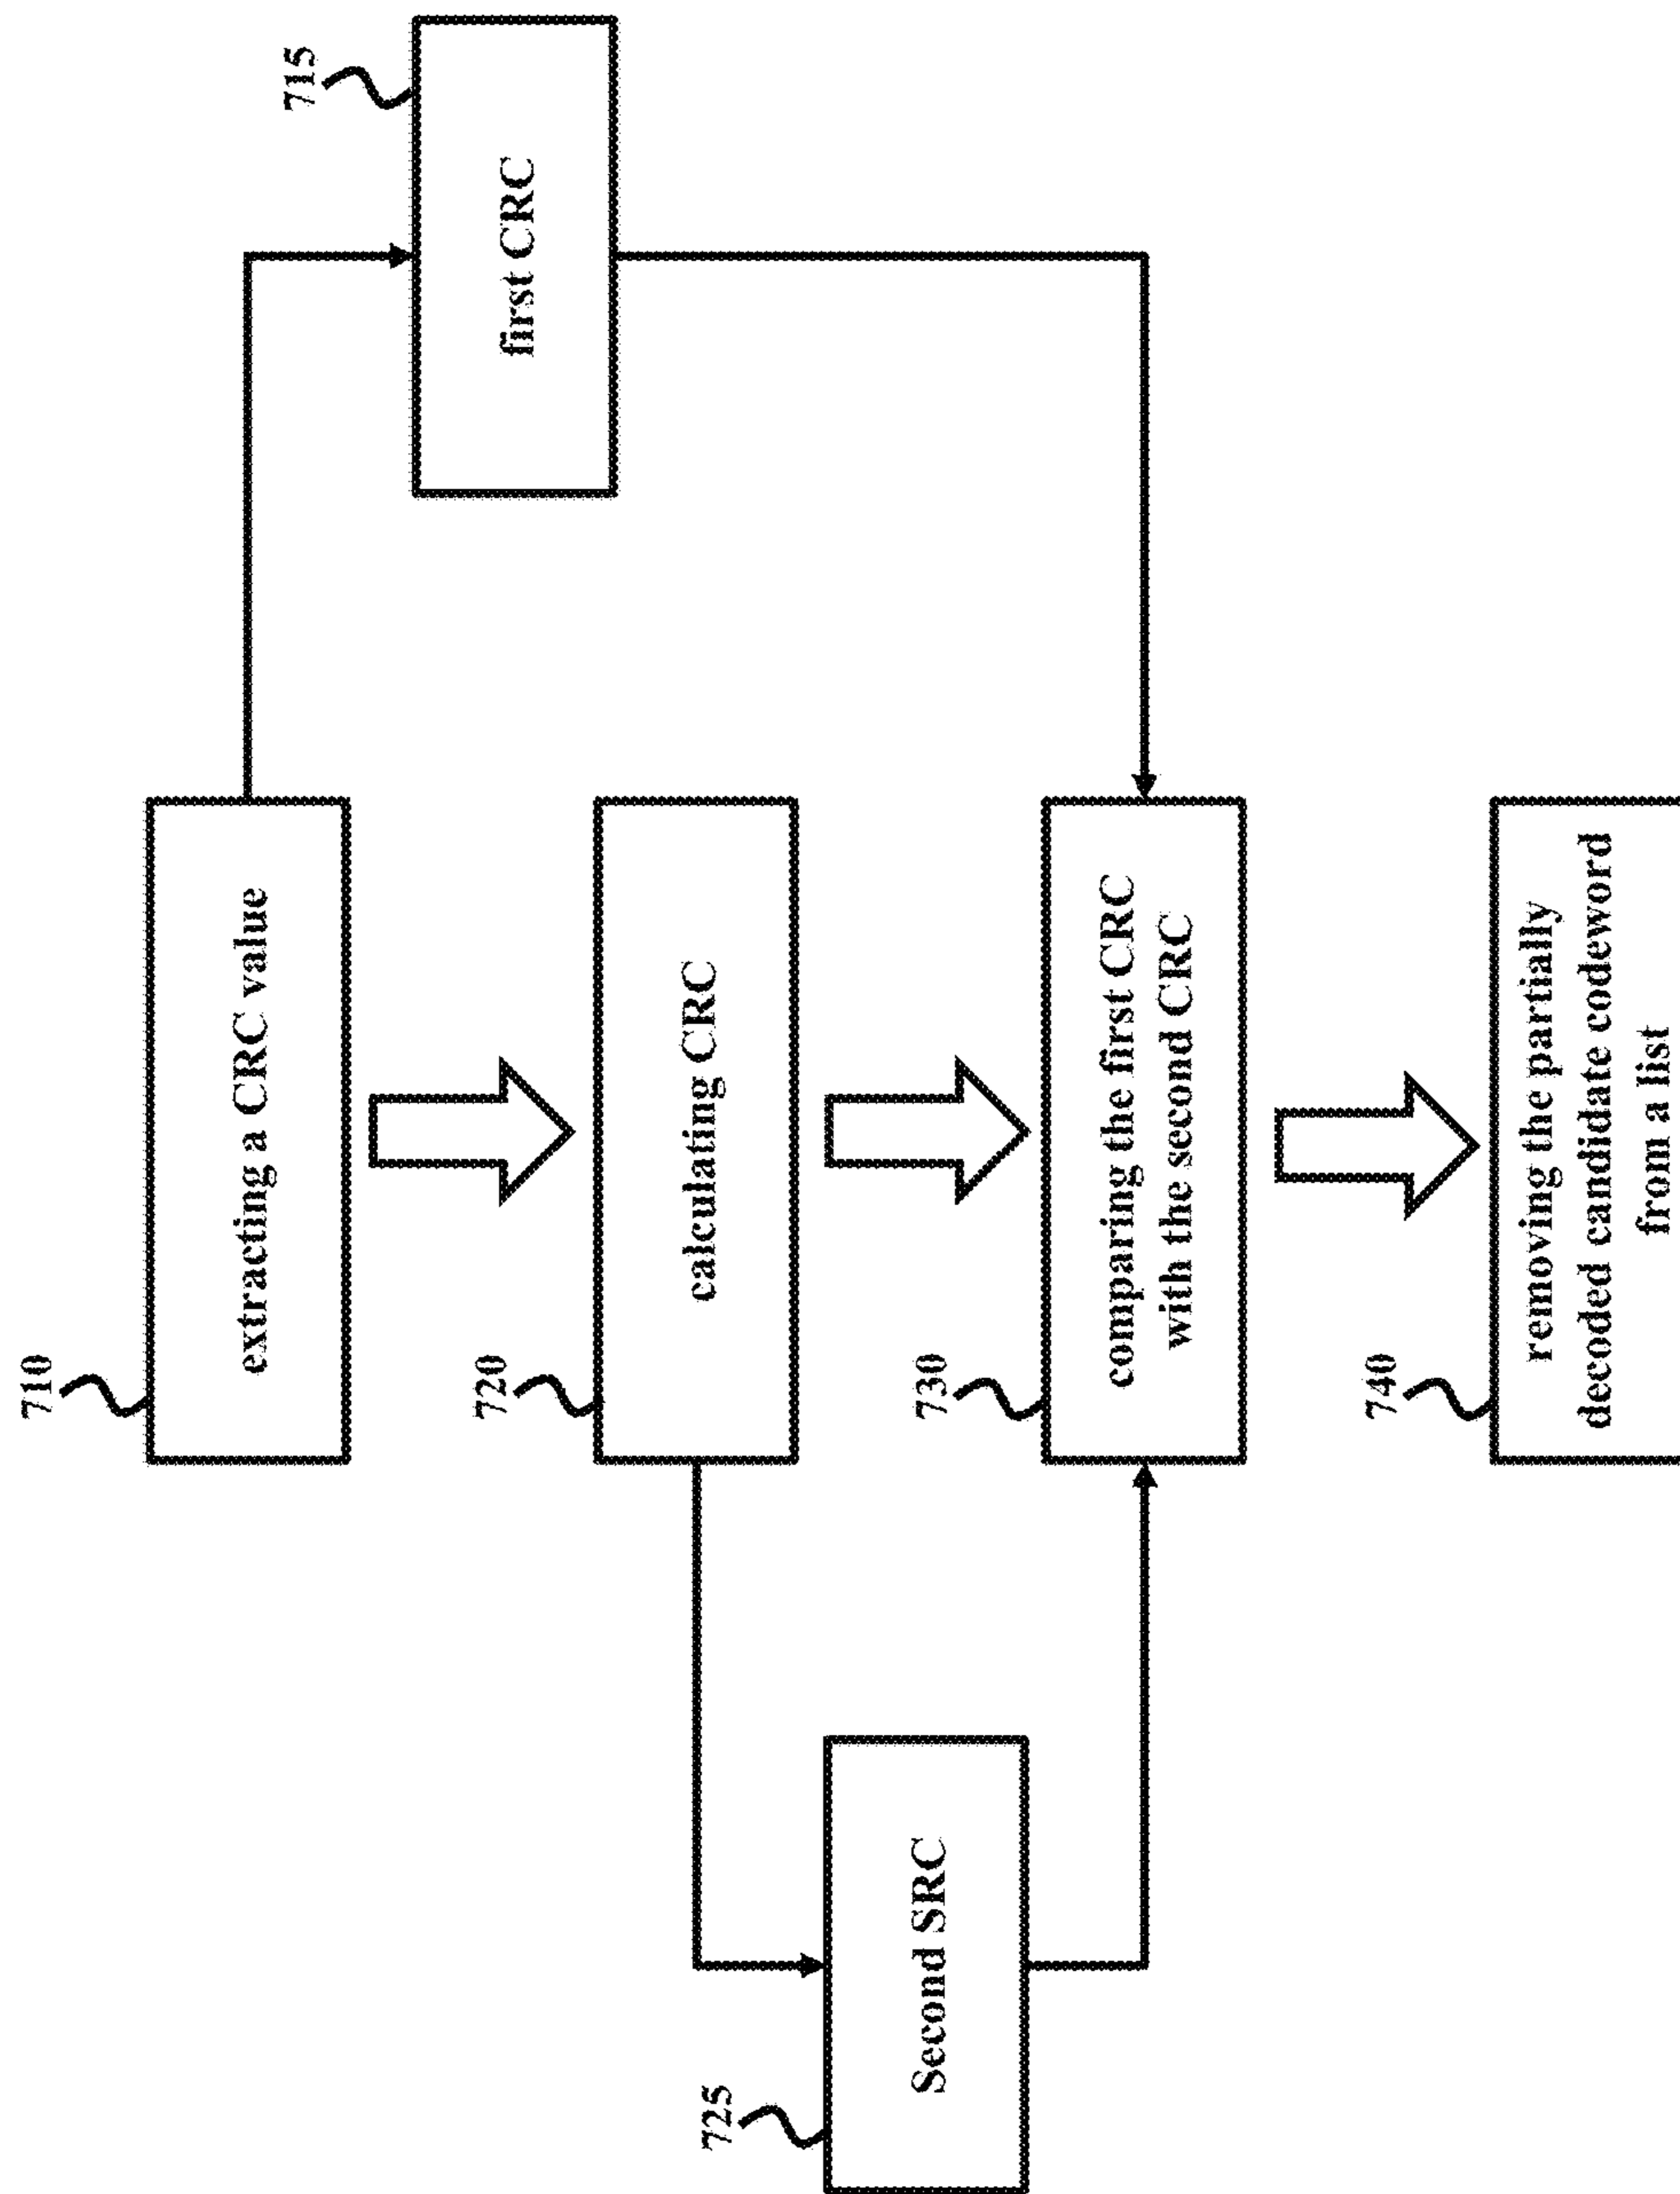 710
extracting a CRC value
715
first CRC
720
calculating CRC
725
Second SRC
730
comparing the first CRC
with the second CRC
740
removing the partially
decoded candidate codeword
from a list